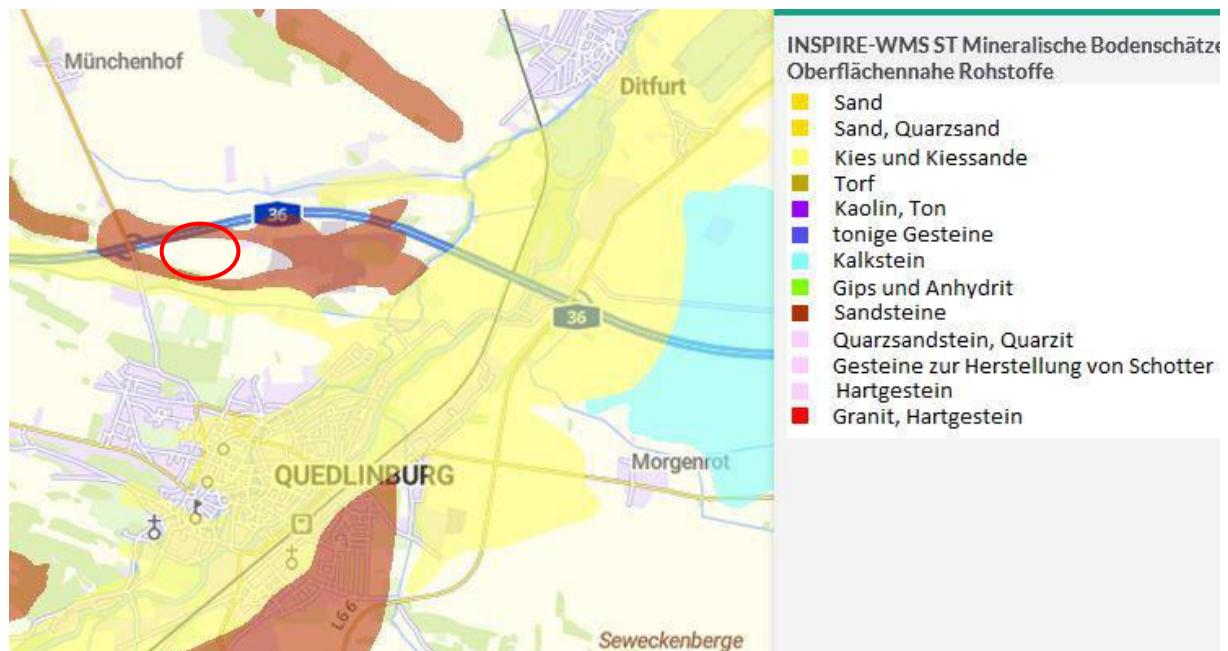 Münchenhof
Ditfurt
36
36
QUEDLINBURG
Morgenrot
L66
Seweckenberge
INSPIRE-WMS ST Mineralische Bodenschätze
Oberflächennahe Rohstoffe
Sand
Sand, Quarzsand
Kies und Kiessande
Torf
Kaolin, Ton
tonige Gesteine
Kalkstein
Gips und Anhydrit
Sandsteine
Quarzsandstein, Quarzit
Gesteine zur Herstellung von Schotter
Hartgestein
Granit, Hartgestein